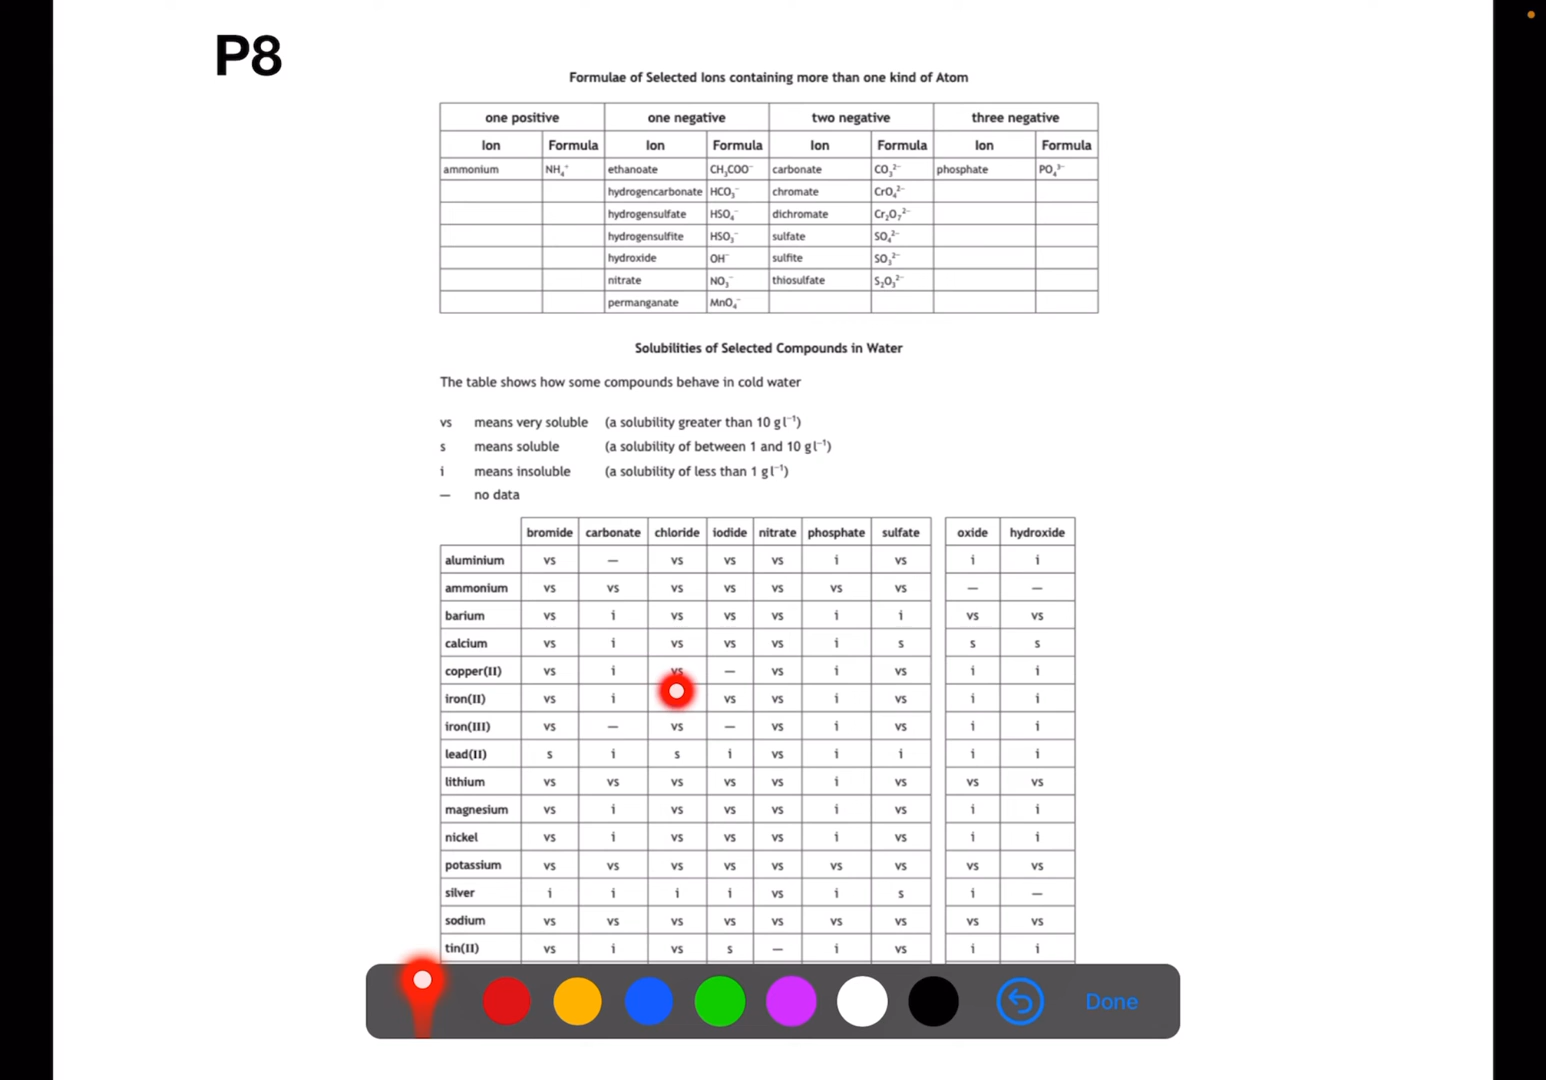 P8
Formulae of Selected Ions containing more than one kind of Atom
one positive one negative two negative three negative
Ion Formula Ion Formula Ion Formula Ion Formula
ammonium NH₄⁺ ethanoate CH₃COO⁻ carbonate CO₃²⁻ phosphate PO₄³⁻
hydrogencarbonate HCO₃⁻ chromate CrO₄²⁻
hydrogensulfate HSO₄⁻ dichromate Cr₂O₇²⁻
hydrogensulfite HSO₃⁻ sulfate SO₄²⁻
hydroxide OH⁻ sulfite SO₃²⁻
nitrate NO₃⁻ thiosulfate S₂O₃²⁻
permanganate MnO₄⁻
Solubilities of Selected Compounds in Water
The table shows how some compounds behave in cold water
vs means very soluble (a solubility greater than 10 g l⁻¹)
s means soluble (a solubility of between 1 and 10 g l⁻¹)
i means insoluble (a solubility of less than 1 g l⁻¹)
— no data
bromide carbonate chloride iodide nitrate phosphate sulfate oxide hydroxide
aluminium vs — vs vs vs i vs i i
ammonium vs vs vs vs vs vs vs — —
barium vs i vs vs vs i i vs vs
calcium vs i vs vs vs i s s s
copper(II) vs i vs — vs i vs i i
iron(II) vs i vs vs i vs i i
iron(III) vs — vs — vs i vs i i
lead(II) s i s i vs i i i i
lithium vs vs vs vs vs i vs vs vs
magnesium vs i vs vs vs i vs i i
nickel vs i vs vs vs i vs i i
potassium vs vs vs vs vs vs vs vs vs
silver i i i i vs i s i —
sodium vs vs vs vs vs vs vs vs vs
tin(II) vs i vs s — i vs i i
Done